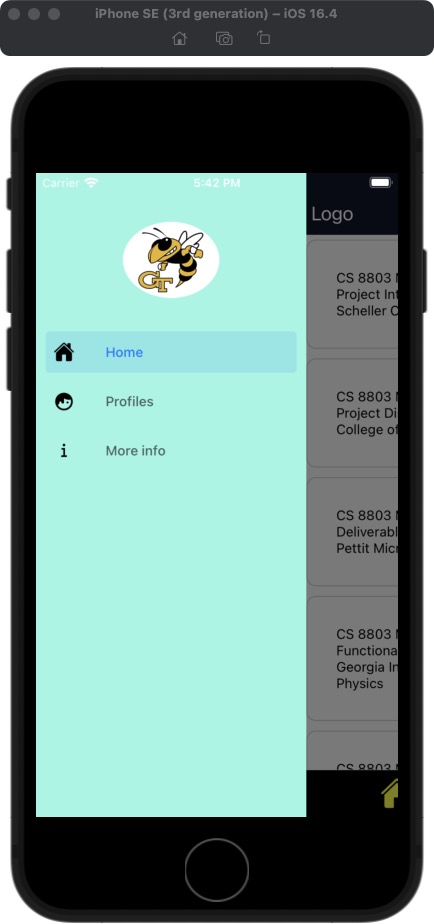 iPhone SE (3rd generation) – iOS 16.4
Carrier
5:42 PM
Logo
GT
CS 8803
Project Int
Scheller C
Home
CS 8803
Project Di
College of
Profiles
More info
CS 8803
Deliverabl
Pettit Mic
CS 8803
Functiona
Georgia In
Physics
CS 8803